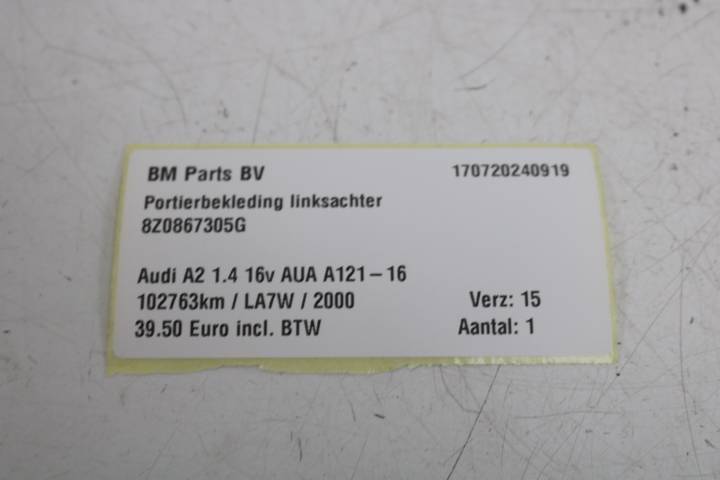 BM Parts BV 170720240919
Portierbekleding linksachter
8Z0867305G
Audi A2 1.4 16v AUA A121-16
102763km / LA7W / 2000 Verz: 15
39.50 Euro incl. BTW Aantal: 1